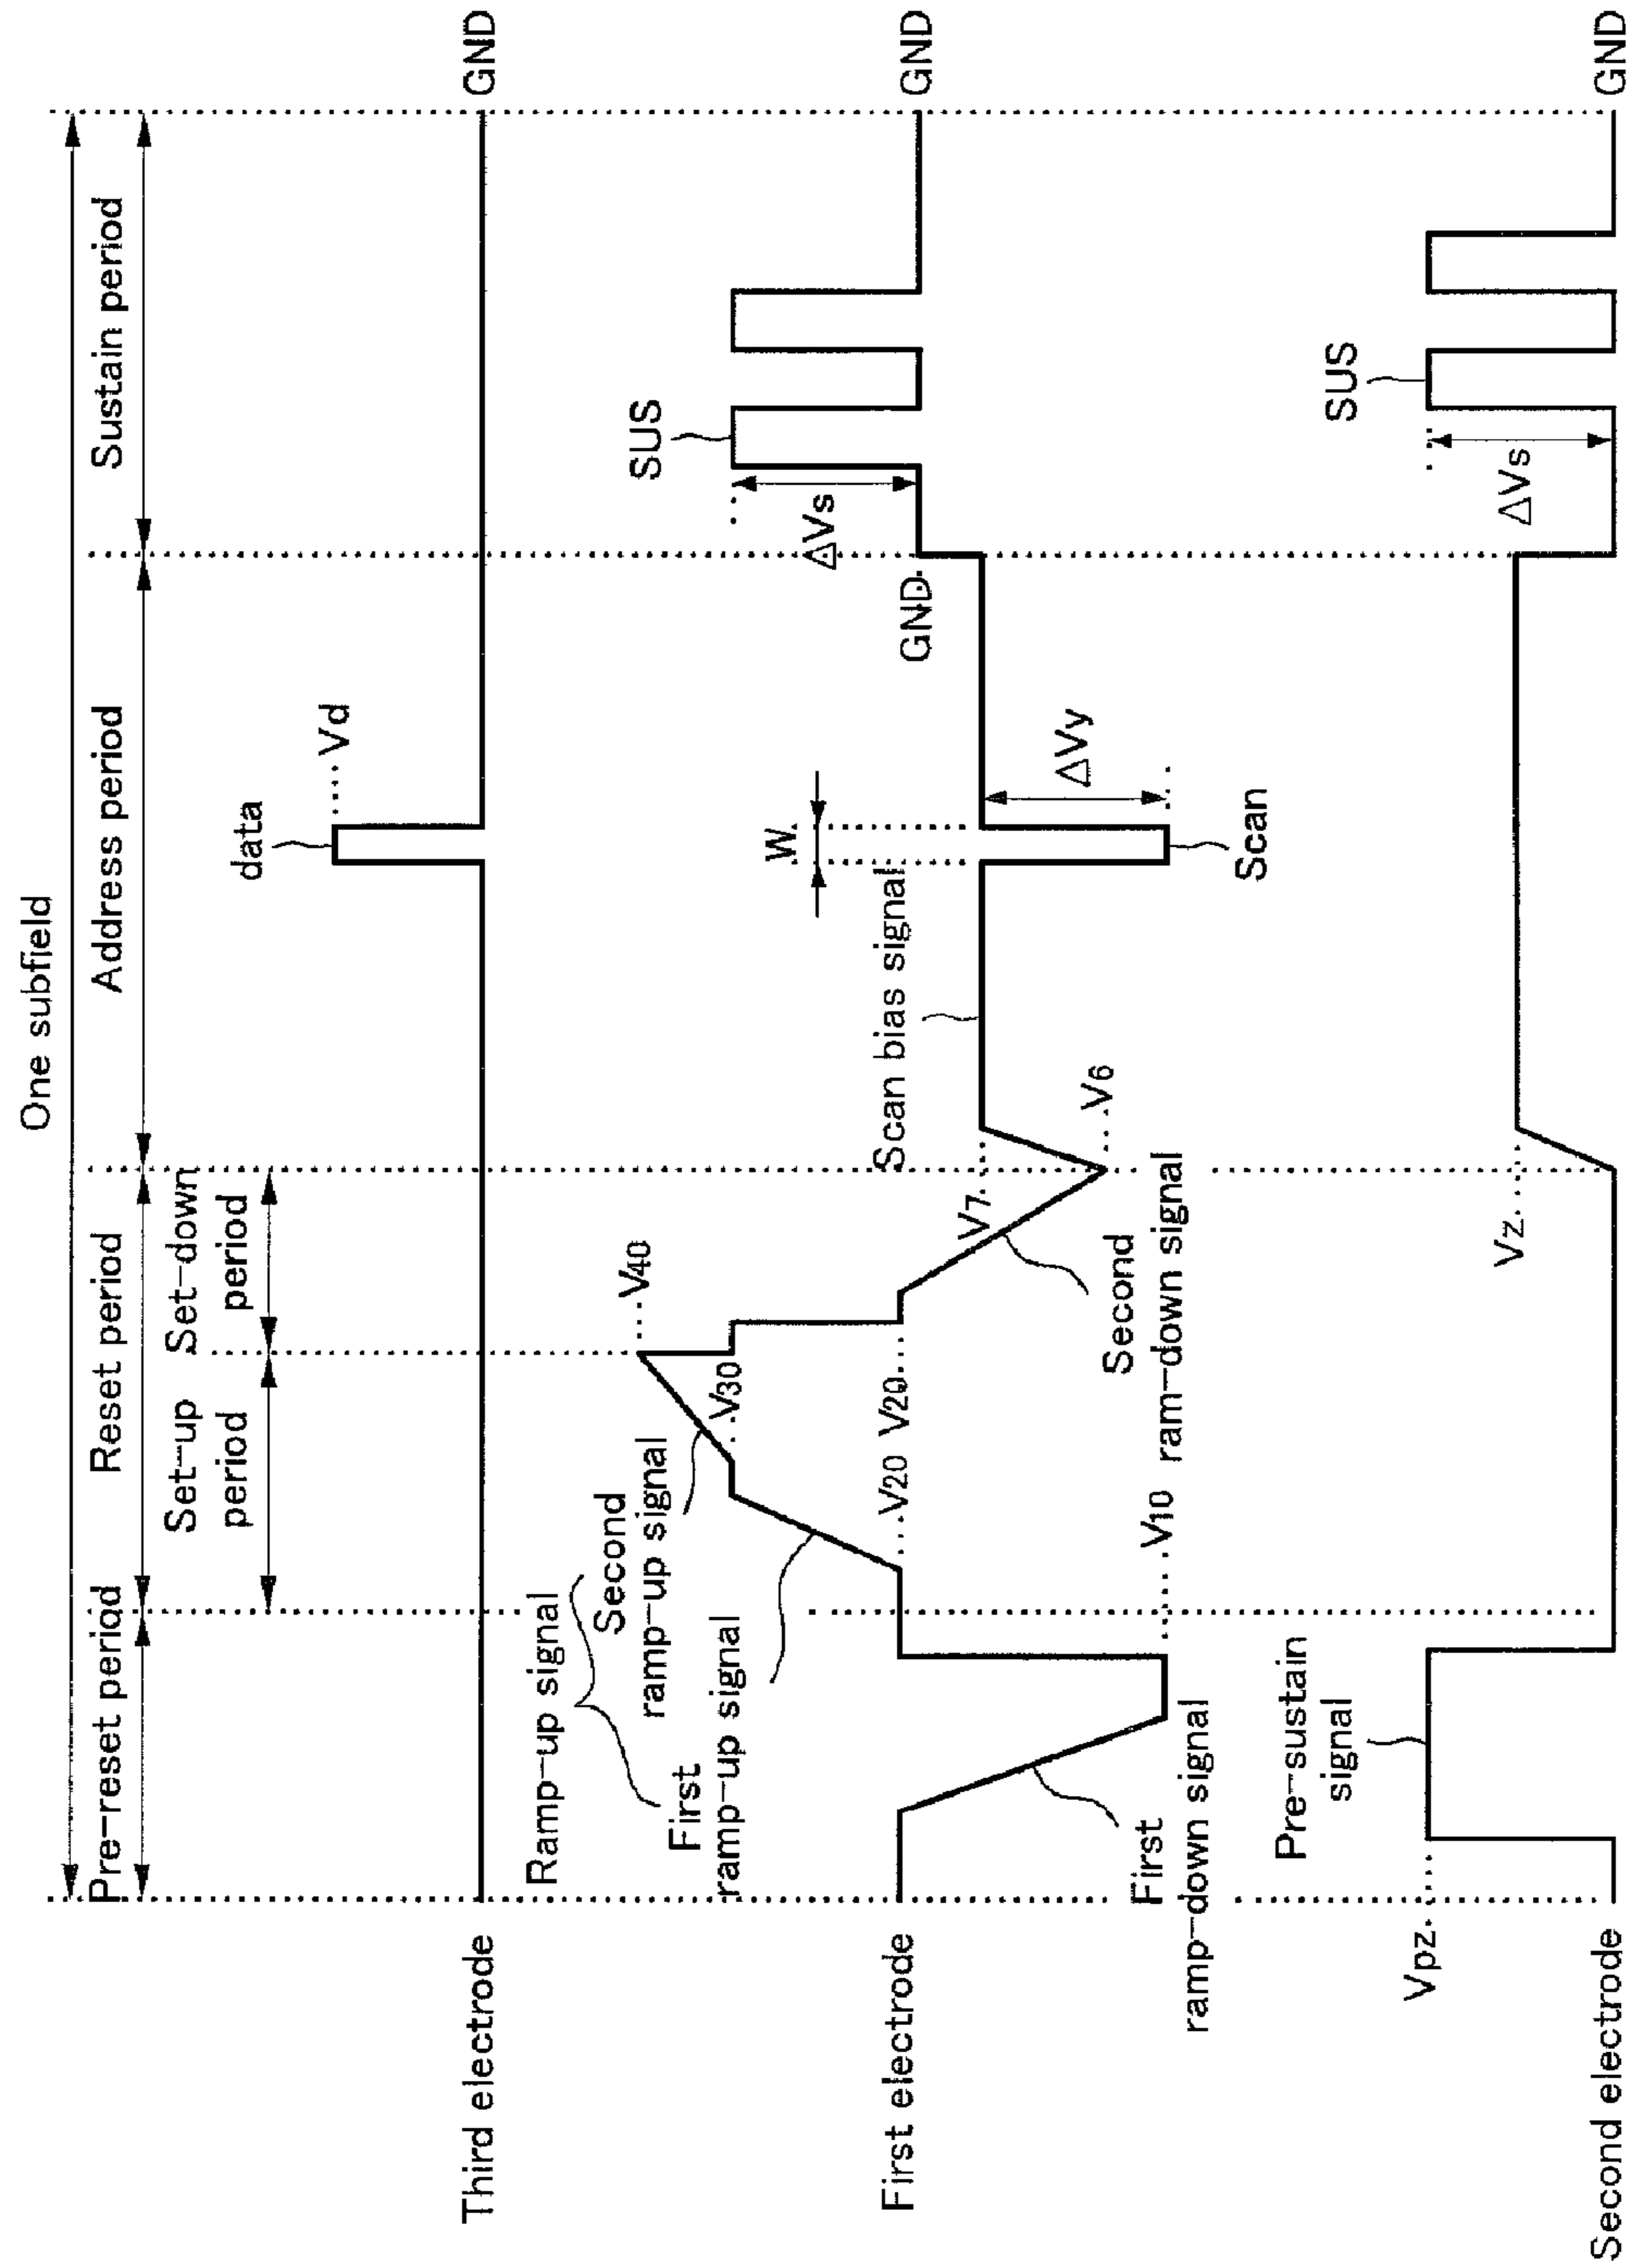 One subfield
Pre-reset period
Reset period
Address period
Sustain period
Set-up
period
Set-down
period
data
Vd
Third electrode
GND
Ramp-up signal
First
ramp-up signal
Second
ramp-up signal
V40
V30
V20
V20
V10
V7
V6
First
ramp-down signal
Second
ram-down signal
Scan bias signal
W
ΔVy
Scan
GND
ΔVs
SUS
First electrode
GND
Pre-sustain
signal
Vpz
Vz
ΔVs
SUS
Second electrode
GND